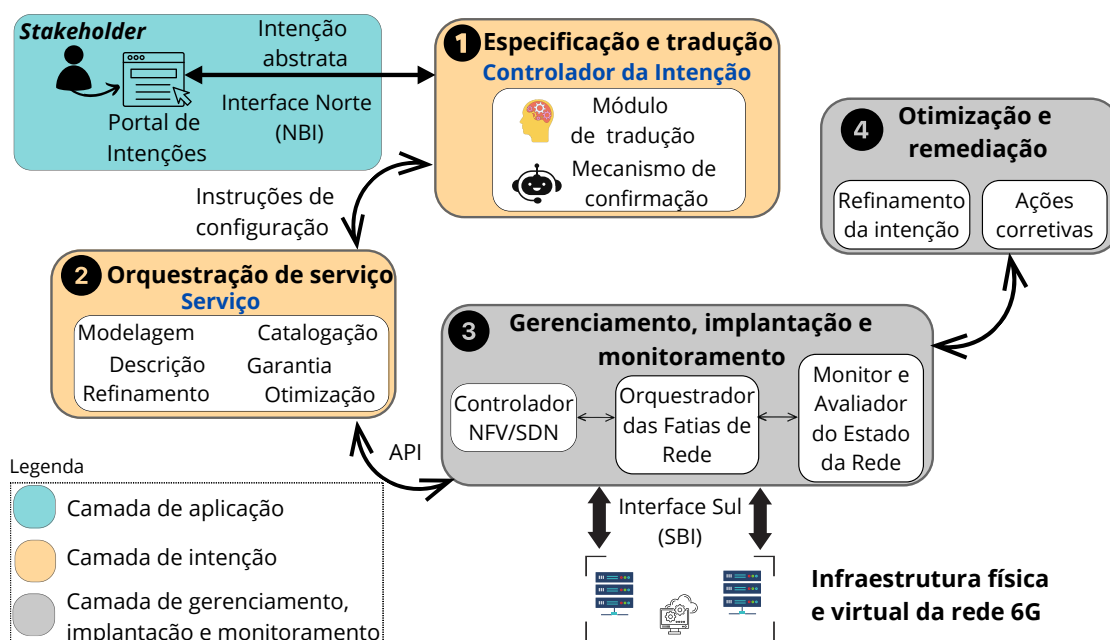 Stakeholder
Portal de
Intenções
Intenção
abstrata
Interface Norte
(NBI)
1 Especificação e tradução
Controlador da Intenção
Módulo
de tradução
Mecanismo de
confirmação
4 Otimização e
remediação
Refinamento
da intenção
Ações
corretivas
Instruções de
configuração
2 Orquestração de serviço
Serviço
Modelagem Catalogação
Descrição Garantia
Refinamento Otimização
3 Gerenciamento, implantação e
monitoramento
Controlador
NFV/SDN
Orquestrador
das Fatias de
Rede
Monitor e
Avaliador
do Estado
da Rede
API
Interface Sul
(SBI)
Infraestrutura física
e virtual da rede 6G
Legenda
Camada de aplicação
Camada de intenção
Camada de gerenciamento,
implantação e monitoramento